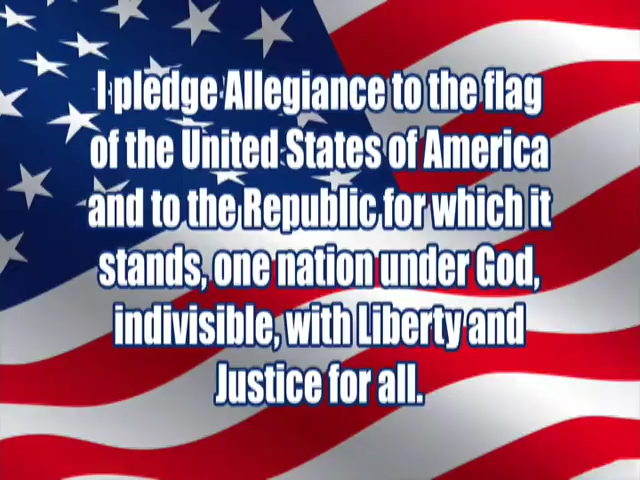 I pledge Allegiance to the flag
of the United States of America
and to the Republic for which it
stands, one nation under God,
indivisible, with Liberty and
Justice for all.